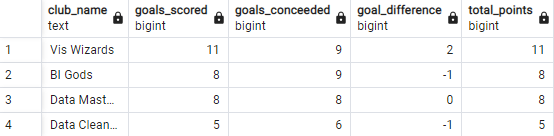 club_name goals_scored goals_conceeded goals_difference total_points
text bigint bigint bigint bigint
1 Vis Wizards 11 9 2 11
2 BI Gods 8 9 -1 8
3 Data Mast... 8 8 0 8
4 Data Clean... 5 6 -1 5